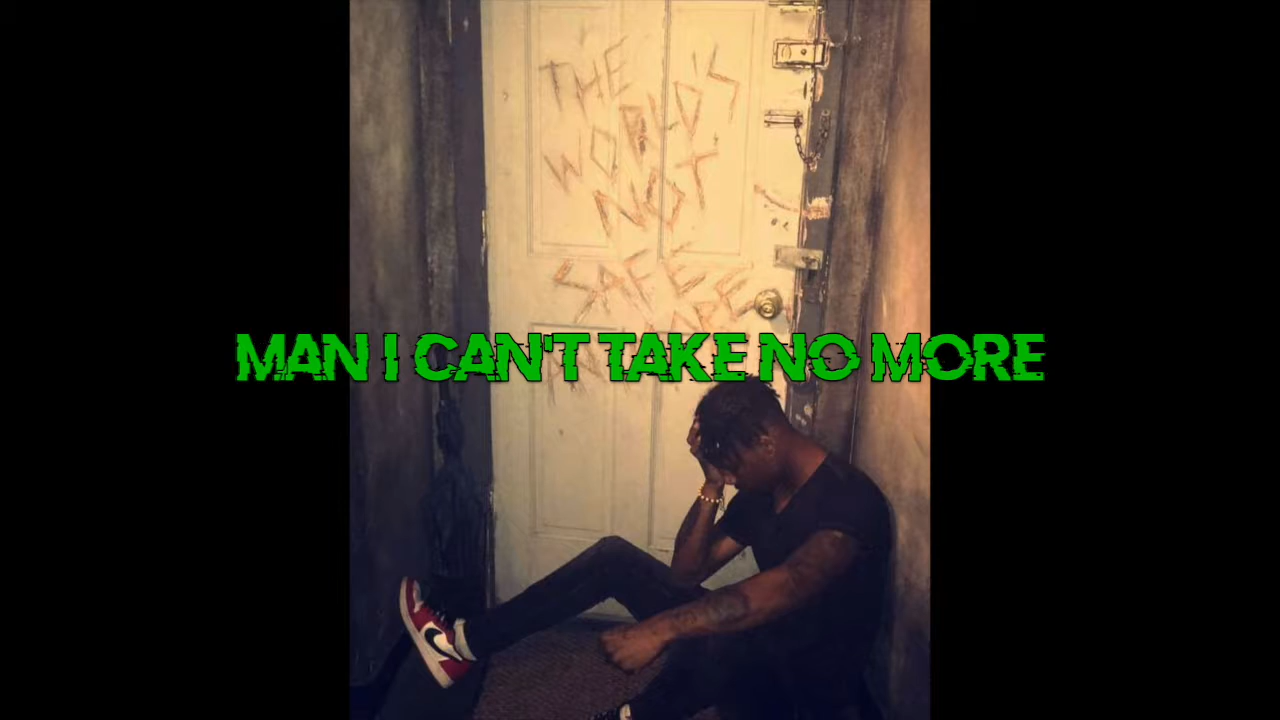 THE
WORLD'S
NOT
SAFE
MAN I CAN'T TAKE NO MORE